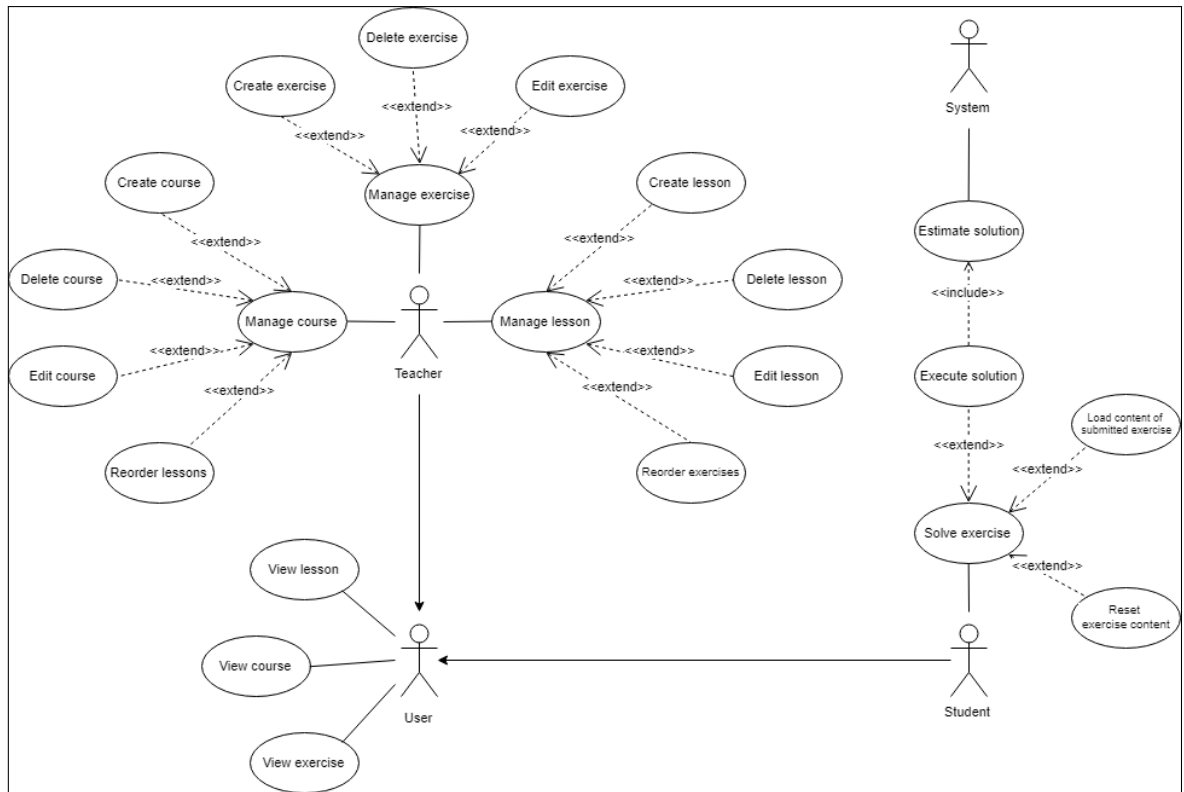 Delete exercise
Create exercise
Edit exercise
<<extend>>
<<extend>>
<<extend>>
System
Create course
Manage exercise
Create lesson
<<extend>>
<<extend>>
Estimate solution
Delete course
<<extend>>
<<extend>>
Delete lesson
<<include>>
Manage course
Manage lesson
<<extend>>
<<extend>>
Edit course
Teacher
Edit lesson
Execute solution
<<extend>>
<<extend>>
Load content of
submitted exercise
<<extend>>
<<extend>>
Reorder lessons
Reorder exercises
Solve exercise
View lesson
<<extend>>
Reset
exercise content
View course
User
Student
View exercise